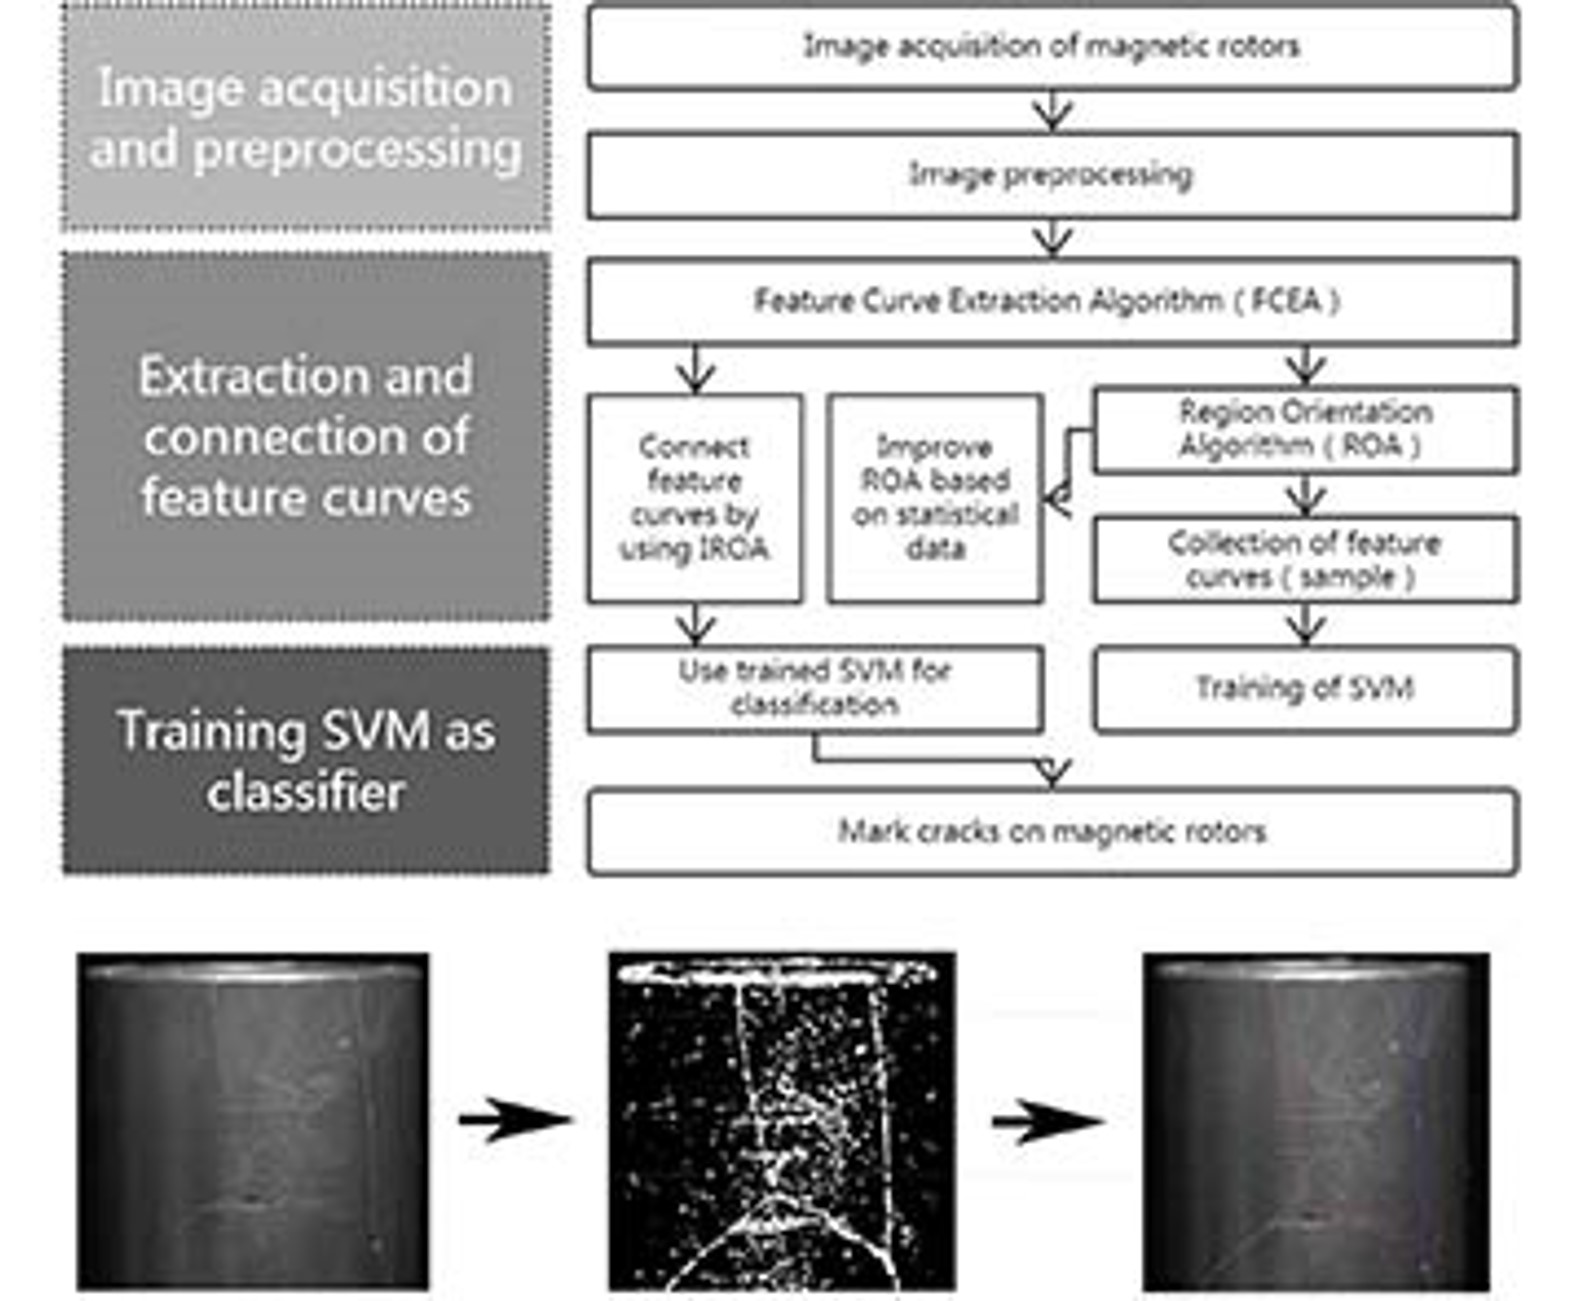 Image acquisition
and preprocessing
Image acquisition of magnetic rotors
Image preprocessing
Extraction and
connection of
feature curves
Feature Curve Extraction Algorithm ( FCEA )
Connect
feature
curves by
using IROA
Improve
ROA based
on statistical
data
Region Orientation
Algorithm ( ROA )
Collection of feature
curves ( sample )
Training SVM as
classifier
Use trained SVM for
classification
Training of SVM
Mark cracks on magnetic rotors